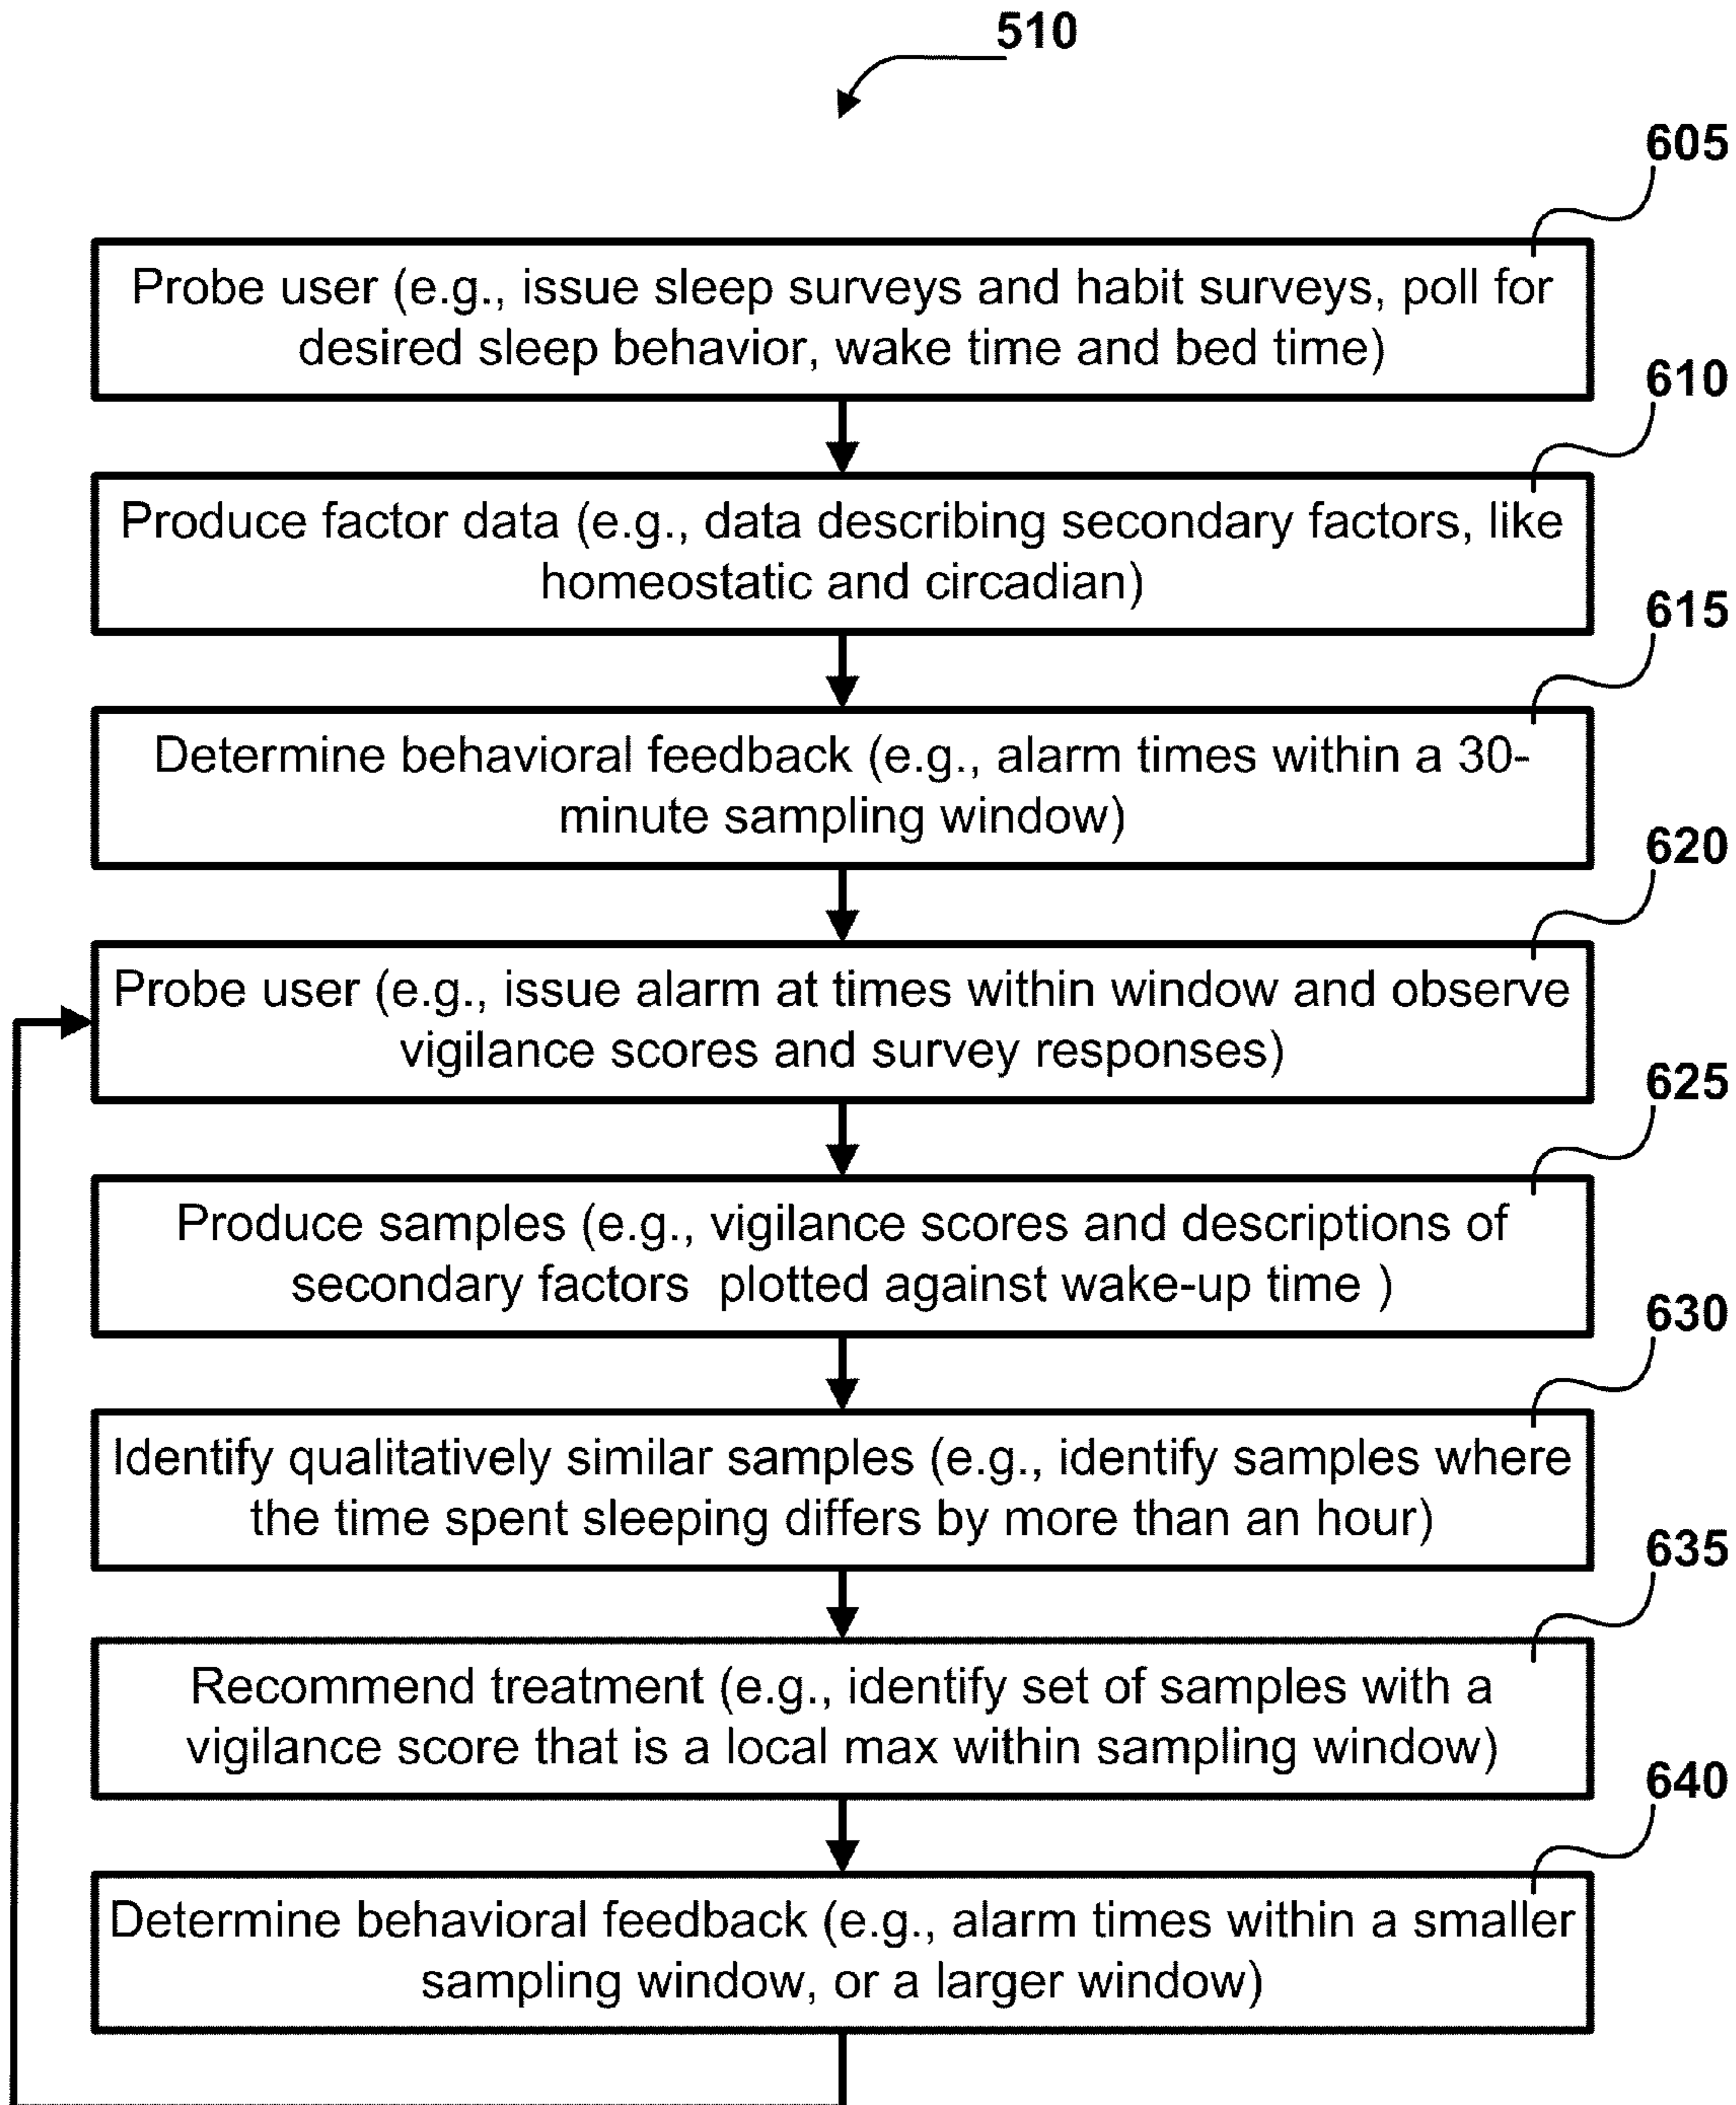 510
605
Probe user (e.g., issue sleep surveys and habit surveys, poll for
desired sleep behavior, wake time and bed time)
610
Produce factor data (e.g., data describing secondary factors, like
homeostatic and circadian)
615
Determine behavioral feedback (e.g., alarm times within a 30-
minute sampling window)
620
Probe user (e.g., issue alarm at times within window and observe
vigilance scores and survey responses)
625
Produce samples (e.g., vigilance scores and descriptions of
secondary factors  plotted against wake-up time )
630
Identify qualitatively similar samples (e.g., identify samples where
the time spent sleeping differs by more than an hour)
635
Recommend treatment (e.g., identify set of samples with a
vigilance score that is a local max within sampling window)
640
Determine behavioral feedback (e.g., alarm times within a smaller
sampling window, or a larger window)